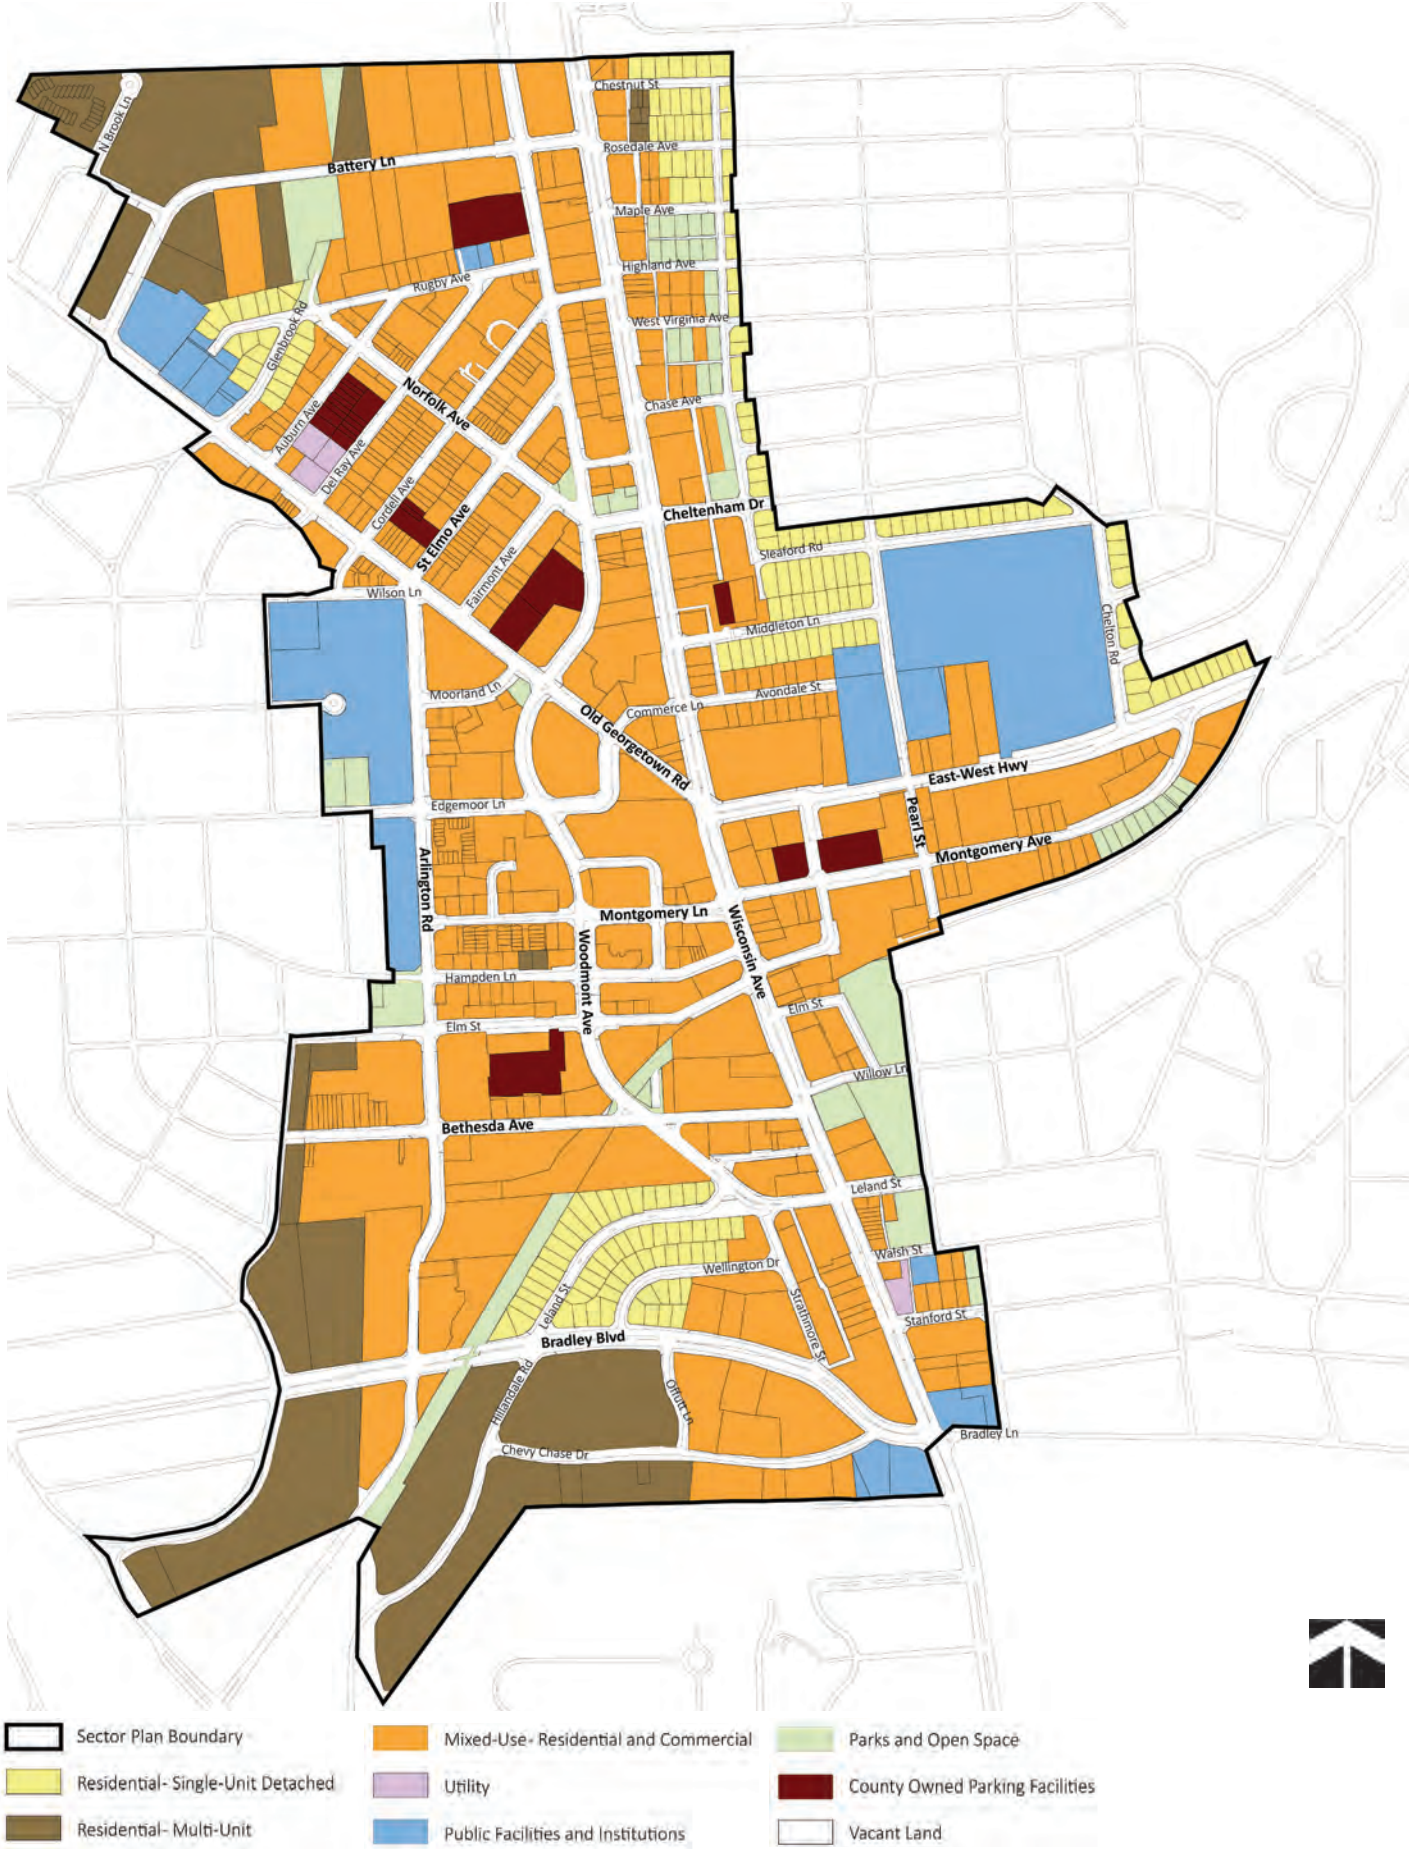 Chestnut St
N Brook Ln
Rosedale Ave
Battery Ln
Maple Ave
Highland Ave
Rugby Ave
West Virginia Ave
Glenbrook Rd
Norfolk Ave
Chase Ave
Auburn Ave
Del Ray Ave
Cordell Ave
Cheltenham Dr
St Elmo Ave
Sleaford Rd
Fairmont Ave
Wilson Ln
Middleton Ln
Chelton Rd
Moorland Ln
Avondale St
Commerce Ln
Old Georgetown Rd
East-West Hwy
Edgemoor Ln
Pearl St
Montgomery Ave
Arlington Rd
Montgomery Ln
Wisconsin Ave
Woodmont Ave
Hampden Ln
Elm St
Elm St
Willow Ln
Bethesda Ave
Leland St
Walsh St
Wellington Dr
Leland St
Strathmore St
Stanford St
Bradley Blvd
Hillandale Rd
Offutt Ln
Bradley Ln
Chevy Chase Dr
Sector Plan Boundary
Mixed-Use- Residential and Commercial
Parks and Open Space
Residential- Single-Unit Detached
Utility
County Owned Parking Facilities
Residential- Multi-Unit
Public Facilities and Institutions
Vacant Land